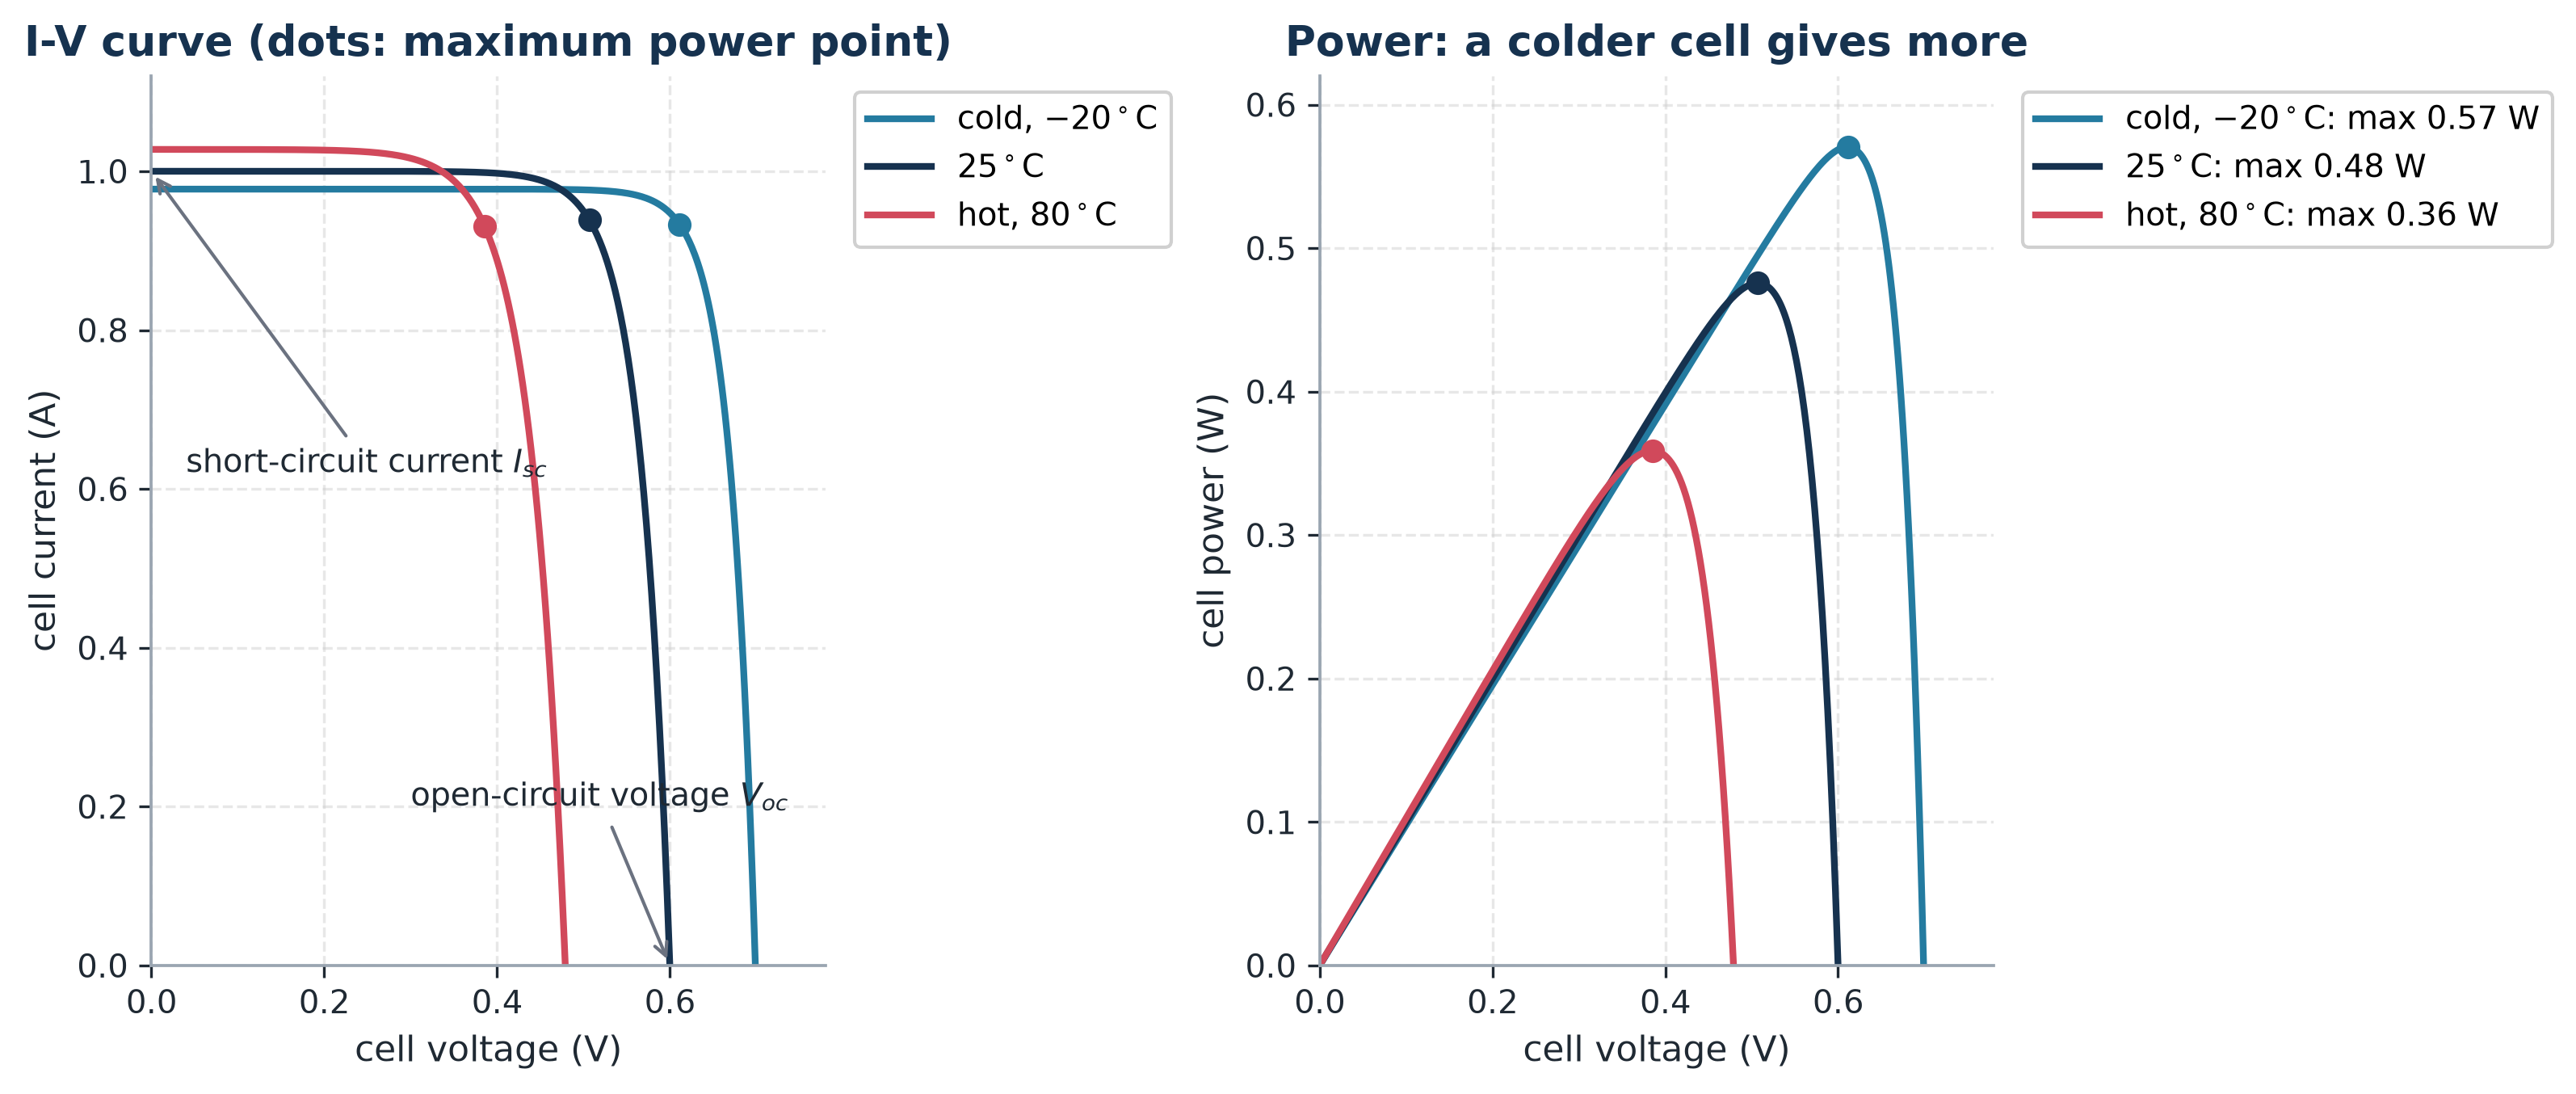 I-V curve (dots: maximum power point)
cell current (A)
1.0
0.8
0.6
0.4
0.2
0.0
0.0 0.2 0.4 0.6
cell voltage (V)
short-circuit current Isc
open-circuit voltage Voc
cold, −20°C
25°C
hot, 80°C
Power: a colder cell gives more
cell power (W)
0.6
0.5
0.4
0.3
0.2
0.1
0.0
0.0 0.2 0.4 0.6
cell voltage (V)
cold, −20°C: max 0.57 W
25°C: max 0.48 W
hot, 80°C: max 0.36 W